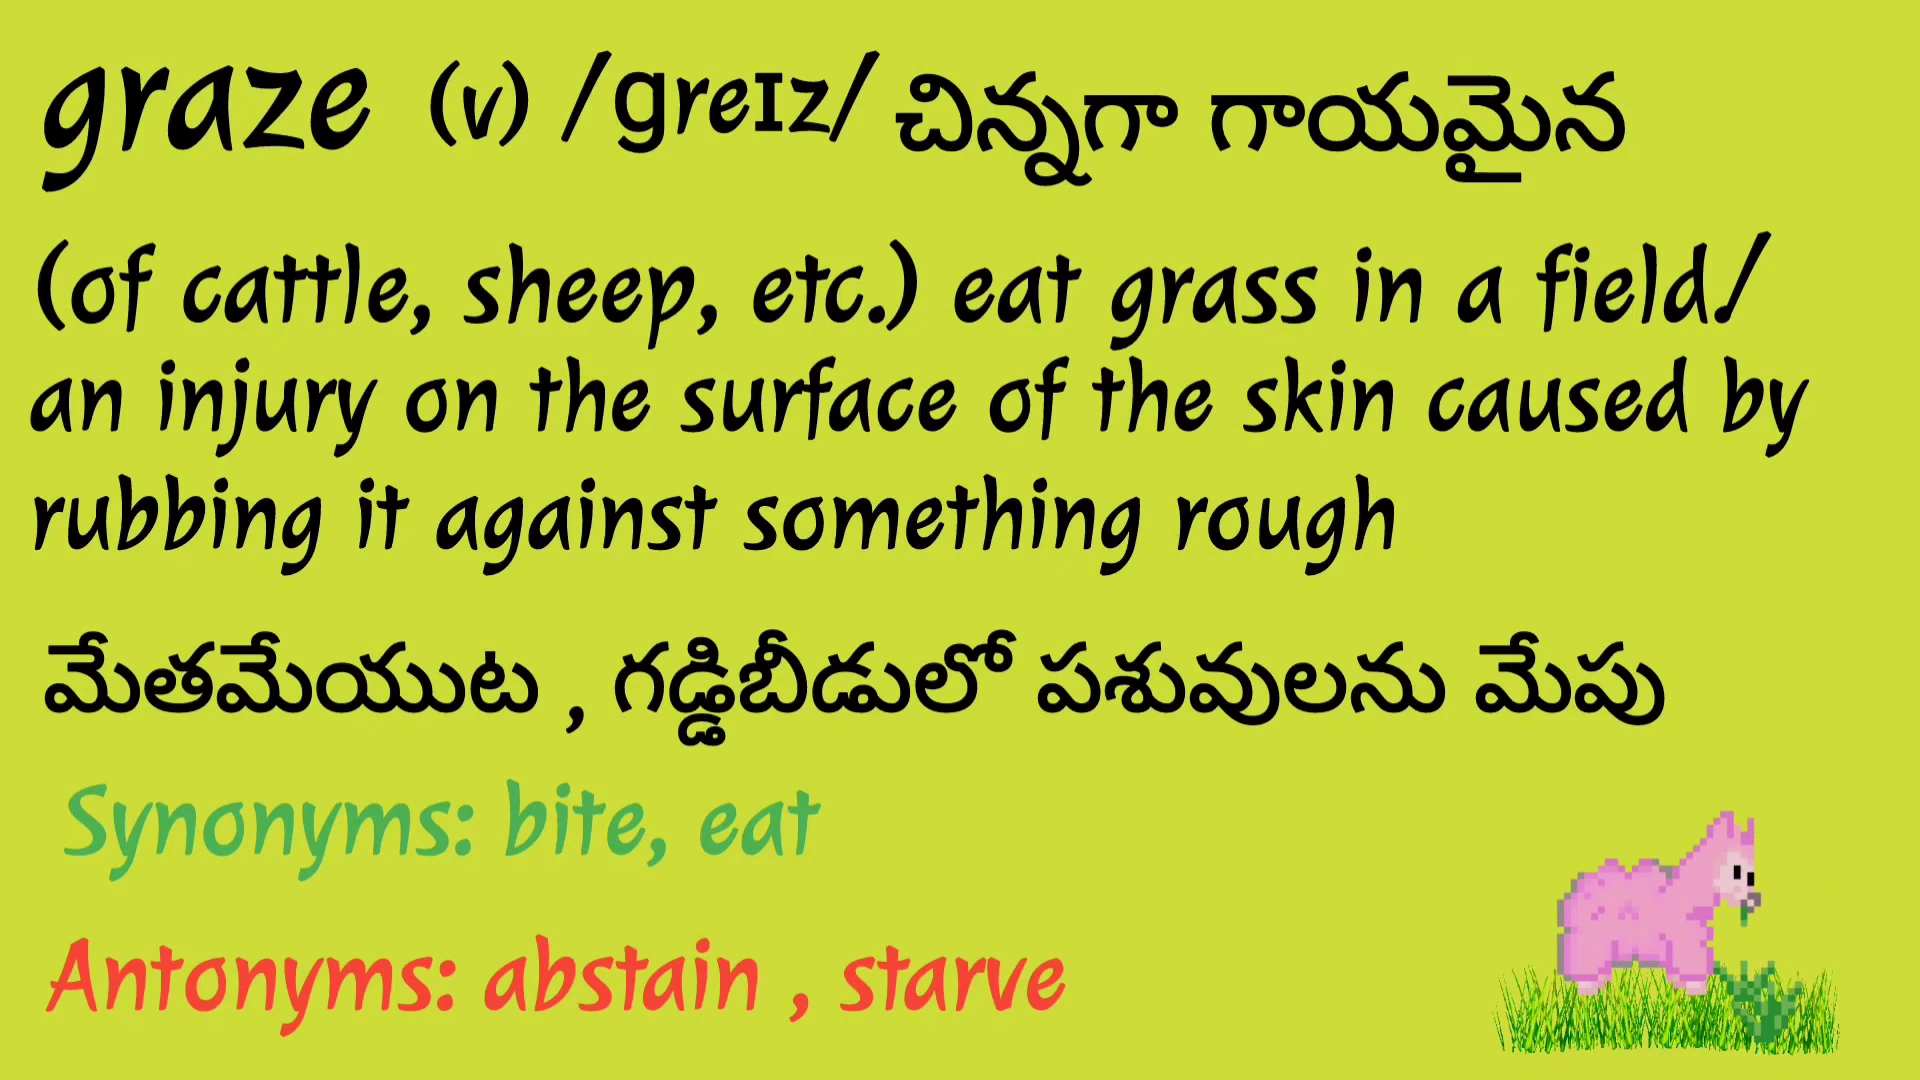 graze (v) /greɪz/ చిన్నగా గాయమైన
(of cattle, sheep, etc.) eat grass in a field/
an injury on the surface of the skin caused by
rubbing it against something rough
మేతమేయుట , గడ్డిబీడులో పశువులను మేపు
Synonyms: bite, eat
Antonyms: abstain , starve